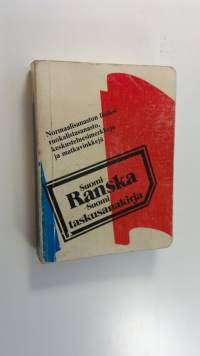 Normaalisanaston lisäksi
ruokalistasanasto,
keskusteluesimerkkejä
ja matkavinkkejä
Suomi
Ranska
Suomi
taskusanakirja